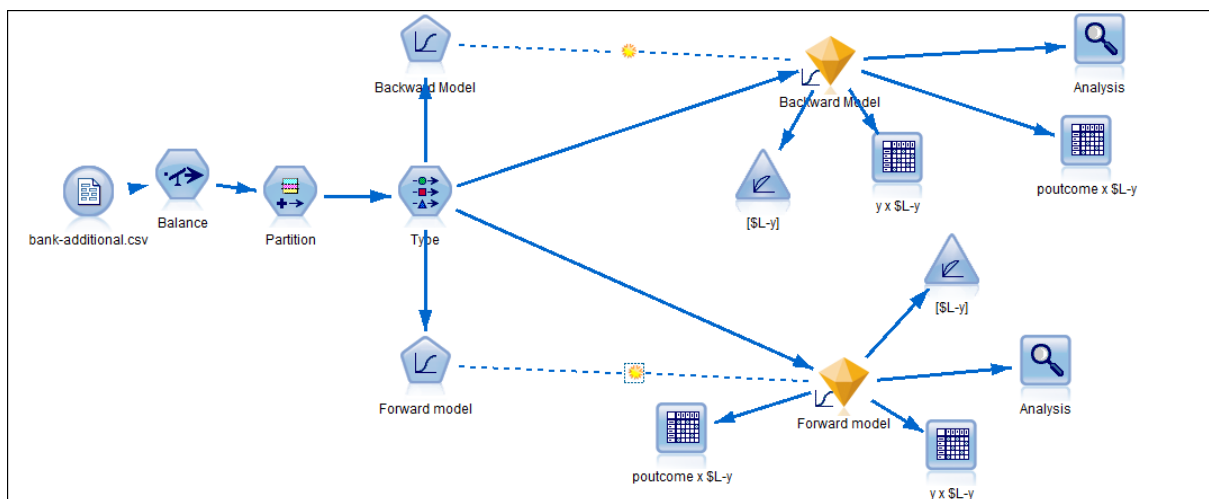 Backward Model
Backward Model
Analysis
bank-additional.csv
Balance
Partition
Type
[$L-y]
y x $L-y
poutcome x $L-y
[$L-y]
Forward model
Forward model
Analysis
poutcome x $L-y
y x $L-y